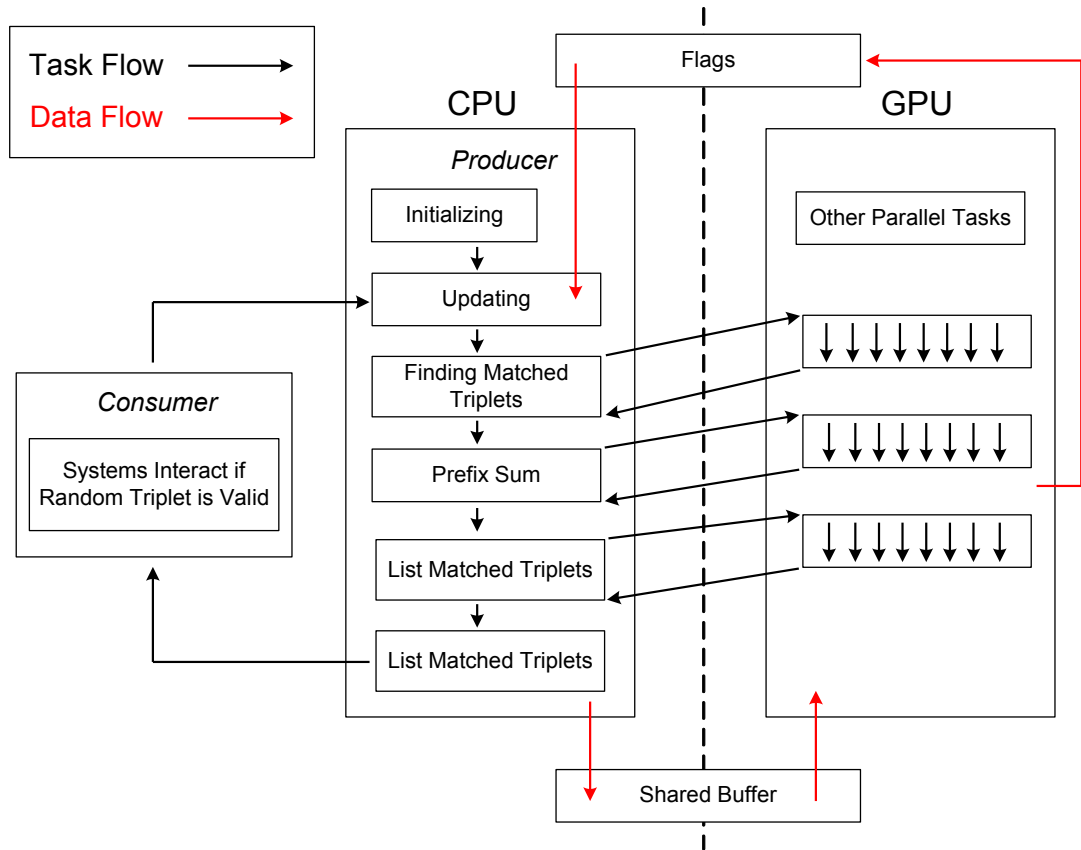 Task Flow
Data Flow
Flags
CPU
GPU
Producer
Initializing
Other Parallel Tasks
Updating
Finding Matched
Triplets
Consumer
Systems Interact if
Random Triplet is Valid
Prefix Sum
List Matched Triplets
List Matched Triplets
Shared Buffer